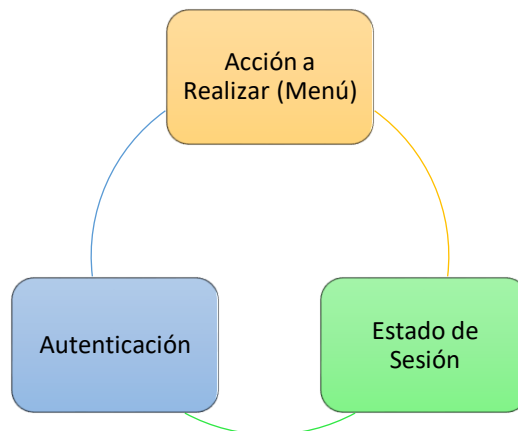 Acción a
Realizar (Menú)
Autenticación
Estado de
Sesión